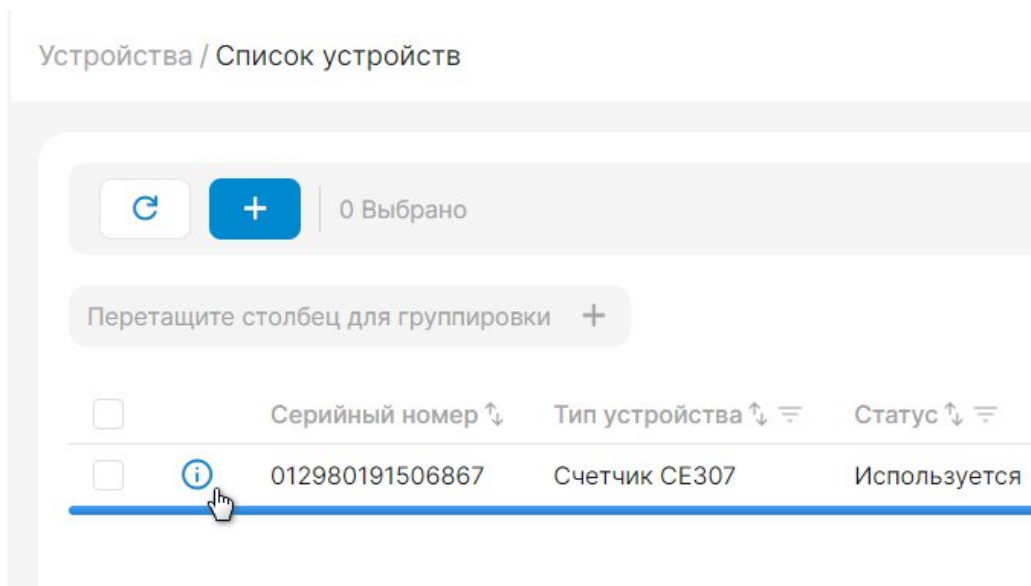 Устройства / Список устройств
0 Выбрано
Перетащите столбец для группировки +
Серийный номер Тип устройства Статус
012980191506867 Счетчик CE307 Используется